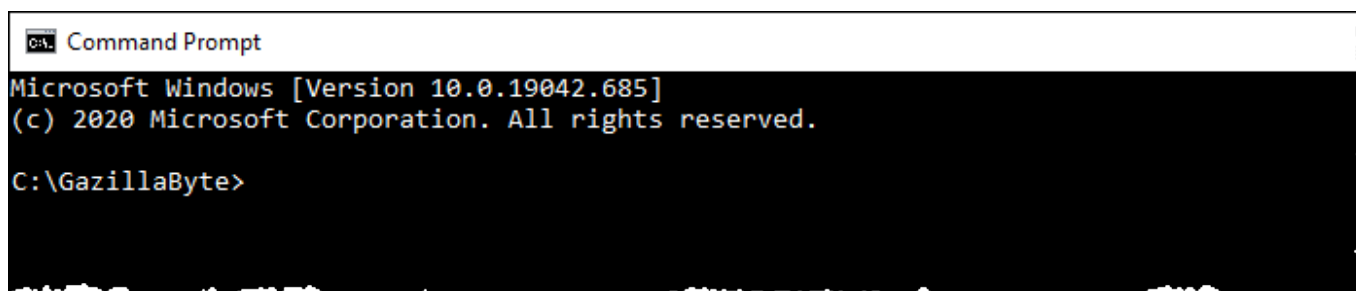 Command Prompt
Microsoft Windows [Version 10.0.19042.685]
(c) 2020 Microsoft Corporation. All rights reserved.
C:\GazillaByte>